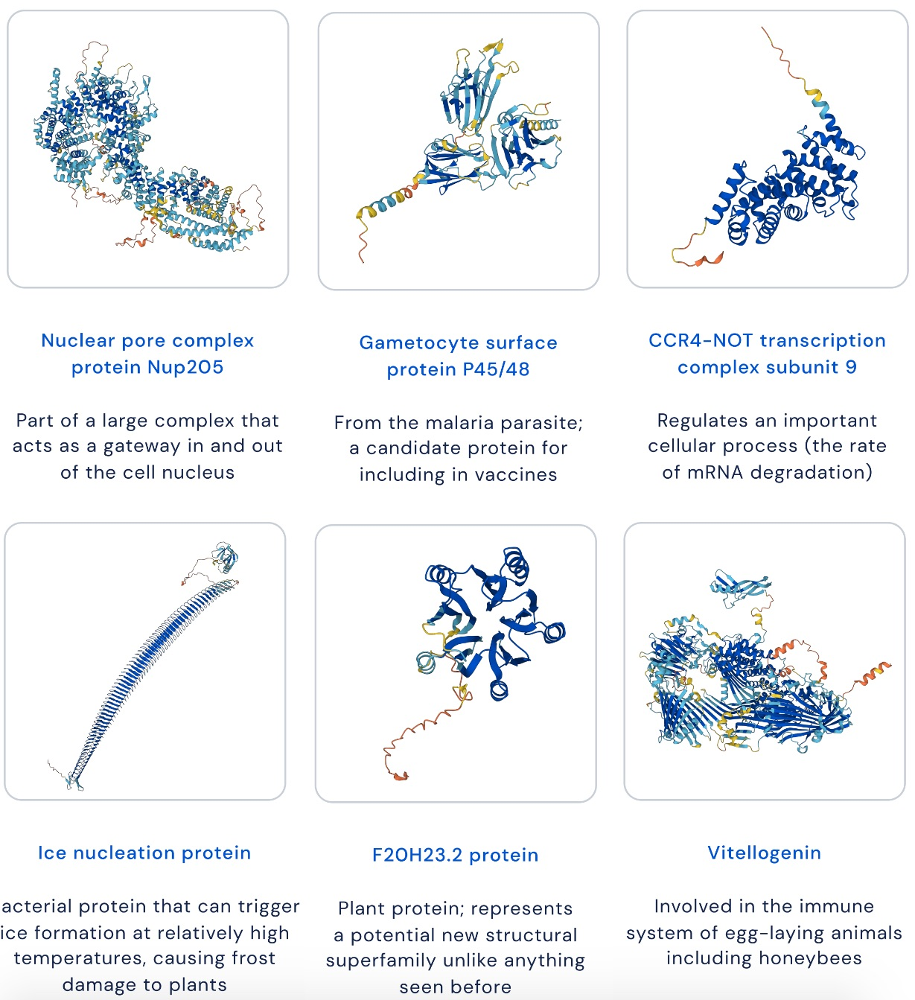 Nuclear pore complex
protein Nup205
Part of a large complex that
acts as a gateway in and out
of the cell nucleus
Gametocyte surface
protein P45/48
From the malaria parasite;
a candidate protein for
including in vaccines
CCR4-NOT transcription
complex subunit 9
Regulates an important
cellular process (the rate
of mRNA degradation)
Ice nucleation protein
acterial protein that can trigger
ice formation at relatively high
temperatures, causing frost
damage to plants
F20H23.2 protein
Plant protein; represents
a potential new structural
superfamily unlike anything
seen before
Vitellogenin
Involved in the immune
system of egg-laying animals
including honeybees